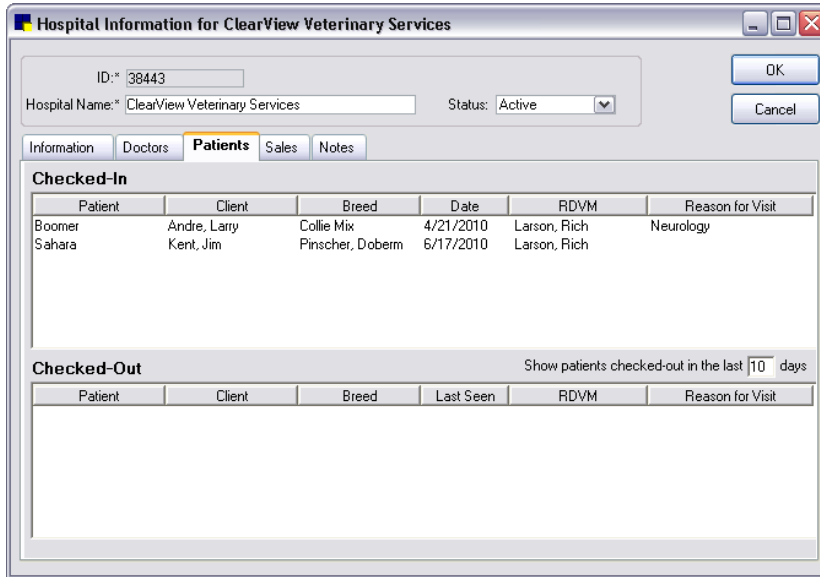 Hospital Information for ClearView Veterinary Services
ID:* 38443
OK
Hospital Name:* ClearView Veterinary Services Status: Active
Cancel
Information Doctors Patients Sales Notes
Checked-In
Patient Client Breed Date RDVM Reason for Visit
Boomer Andre, Larry Collie Mix 4/21/2010 Larson, Rich Neurology
Sahara Kent, Jim Pinscher, Doberm 6/17/2010 Larson, Rich
Checked-Out Show patients checked-out in the last 10 days
Patient Client Breed Last Seen RDVM Reason for Visit